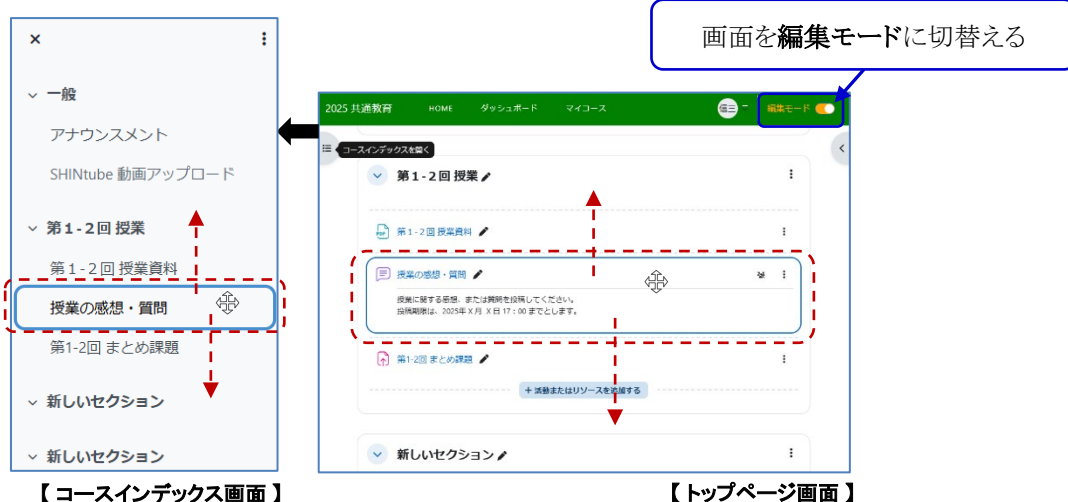 画面を編集モードに切替える
×
一般
アナウンスメント
SHINtube 動画アップロード
第1-2回 授業
第1-2回 授業資料
授業の感想・質問
第1-2回 まとめ課題
新しいセクション
新しいセクション
【 コースインデックス画面 】
2025 共通教育 HOME ダッシュボード マイコース 信三 編集モード
コースインデックスを開く
第1-2回 授業
第1-2回 授業資料
授業の感想・質問
授業に関する感想、または質問を投稿してください。
投稿期限は、2025年 X 月 X 日 17:00 までとします。
第1-2回 まとめ課題
+ 活動またはリソースを追加する
新しいセクション
【 トップページ画面 】